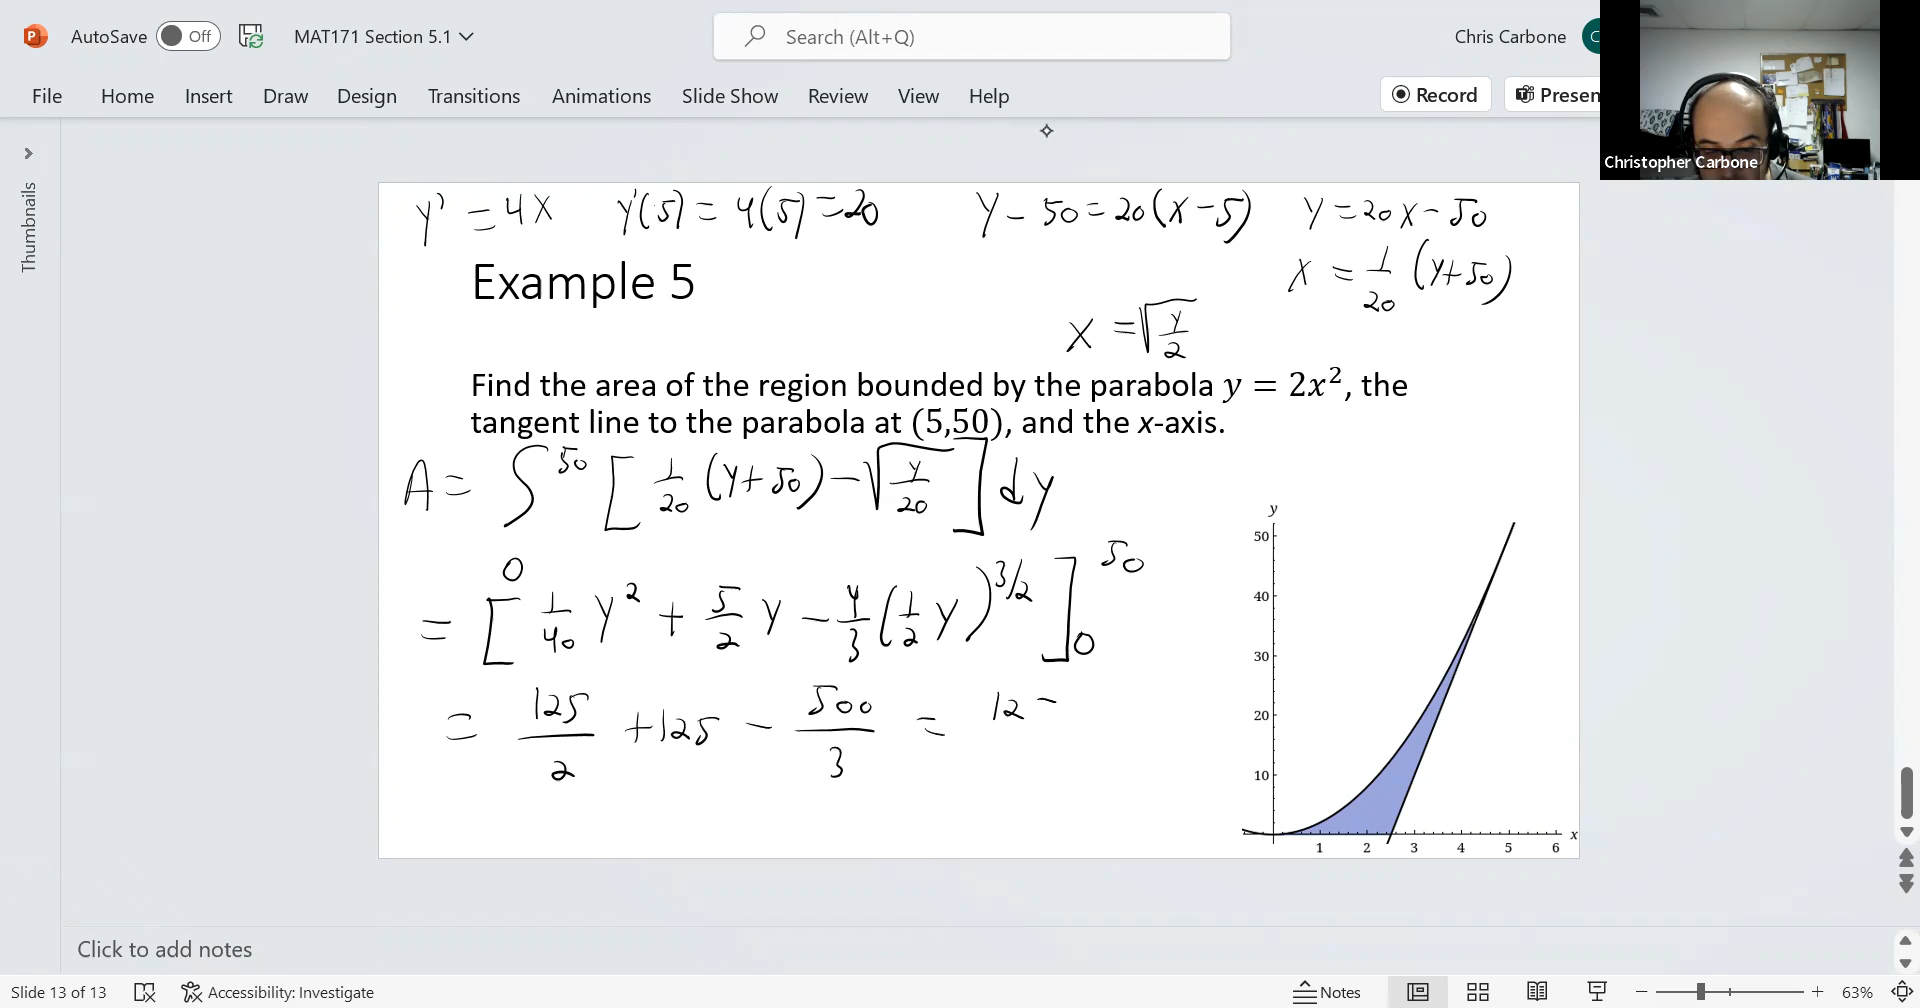 AutoSave Off MAT171 Section 5.1 Search (Alt+Q) Chris Carbone C
File Home Insert Draw Design Transitions Animations Slide Show Review View Help Record Presen
Christopher Carbone
Thumbnails
y' = 4x y'(5) = 4(5) = 20 y - 50 = 20(x - 5) y = 20x - 50
x = 1/20 (y + 50)
Example 5
x = √(y/2)
Find the area of the region bounded by the parabola y = 2x², the
tangent line to the parabola at (5,50), and the x-axis.
A = ∫₀⁵⁰ [1/20 (y + 50) - √(y/20)] dy
= [1/40 y² + 5/2 y - 4/3 (1/2 y)^(3/2)]₀⁵⁰
= 125/2 + 125 - 500/3 = 12
y
50
40
30
20
10
x
1 2 3 4 5 6
Click to add notes
Slide 13 of 13 Accessibility: Investigate Notes 63%